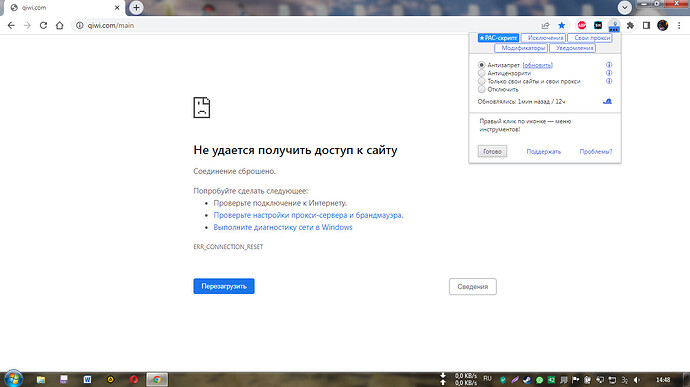 qiwi.com
qiwi.com/main
ABP
PAC-скрипт
Исключения
Свои прокси
Модификаторы
Уведомления
Антизапрет [обновить]
Антицензорити
Только свои сайты и свои прокси
Отключить
Обновлялись: 1мин назад / 12ч
Правый клик по иконке — меню
инструментов!
Готово
Поддержать
Проблемы?
Не удается получить доступ к сайту
Соединение сброшено.
Попробуйте сделать следующее:
Проверьте подключение к Интернету.
Проверьте настройки прокси-сервера и брандмауэра.
Выполните диагностику сети в Windows
ERR_CONNECTION_RESET
Перезагрузить
Сведения
0,0 KB/s
0,0 KB/s
RU
14:48